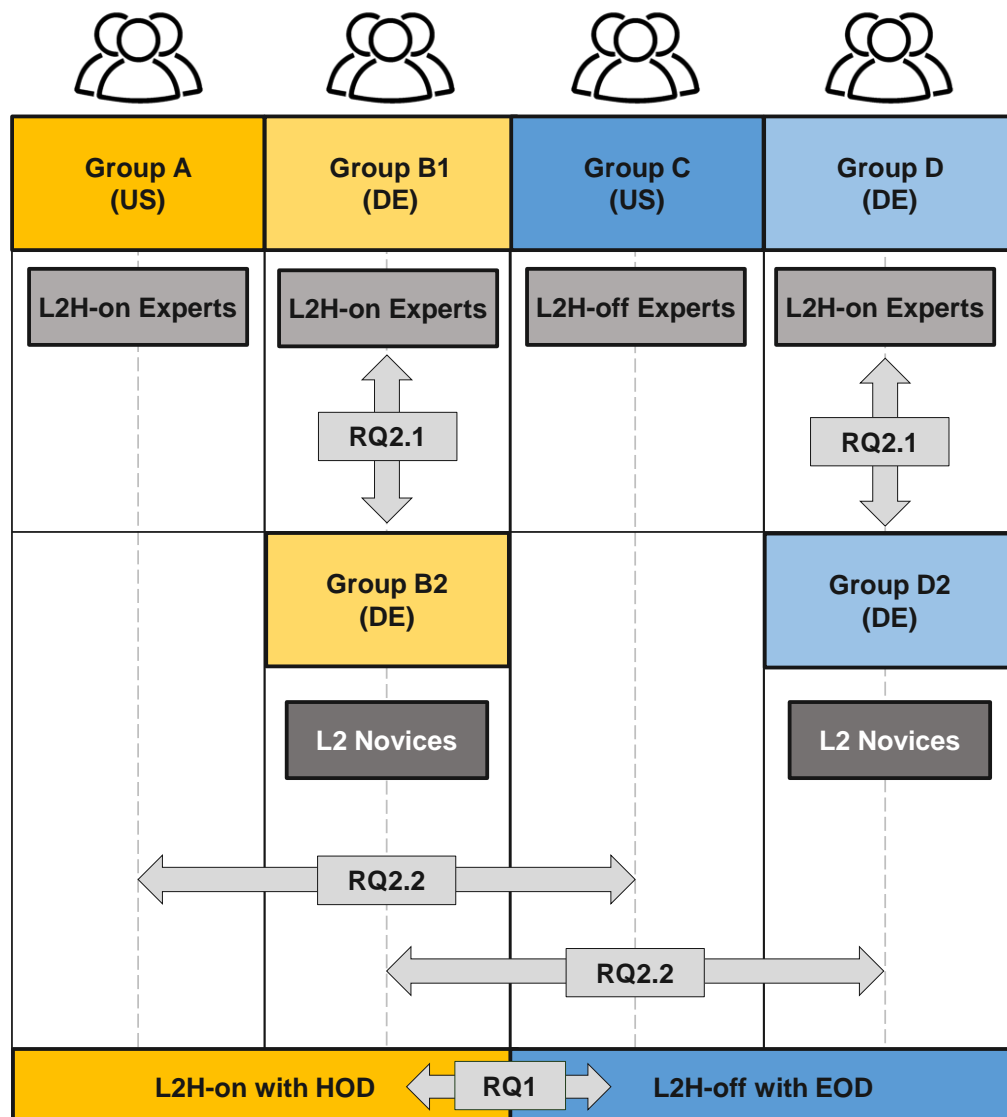 Group A
(US)
Group B1
(DE)
Group C
(US)
Group D
(DE)
L2H-on Experts
L2H-on Experts
L2H-off Experts
L2H-on Experts
RQ2.1
RQ2.1
Group B2
(DE)
Group D2
(DE)
L2 Novices
L2 Novices
RQ2.2
RQ2.2
L2H-on with HOD
RQ1
L2H-off with EOD